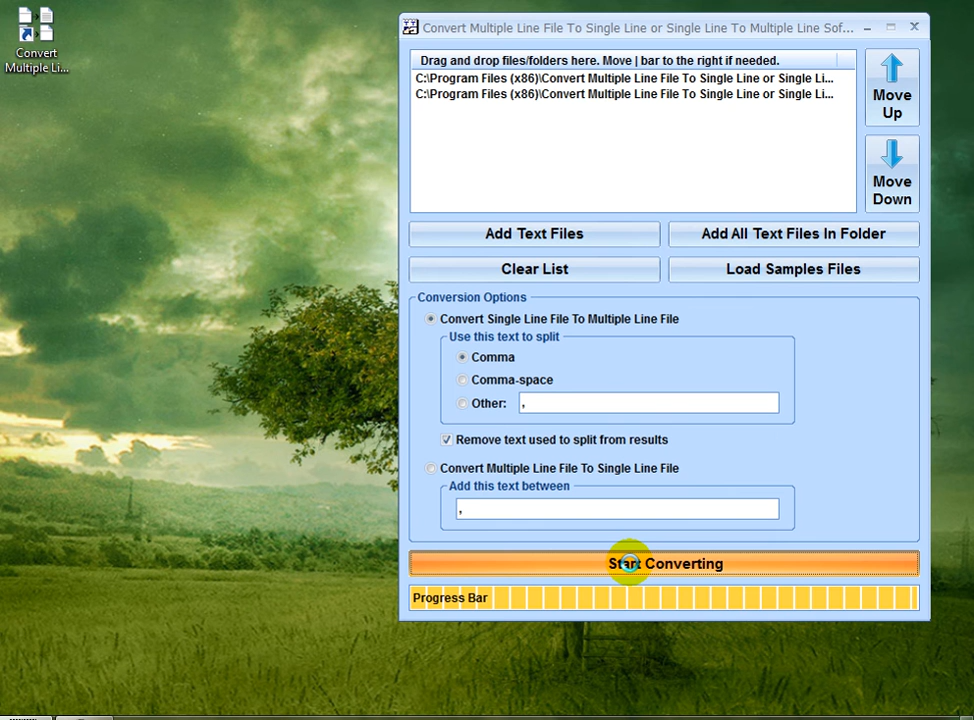 Convert
Multiple Li...
Convert Multiple Line File To Single Line or Single Line To Multiple Line Sof...
Drag and drop files/folders here. Move | bar to the right if needed.
C:\Program Files (x86)\Convert Multiple Line File To Single Line or Single Li...
C:\Program Files (x86)\Convert Multiple Line File To Single Line or Single Li...
Move
Up
Move
Down
Add Text Files
Add All Text Files In Folder
Clear List
Load Samples Files
Conversion Options
Convert Single Line File To Multiple Line File
Use this text to split
Comma
Comma-space
Other: ,
Remove text used to split from results
Convert Multiple Line File To Single Line File
Add this text between
,
Start Converting
Progress Bar